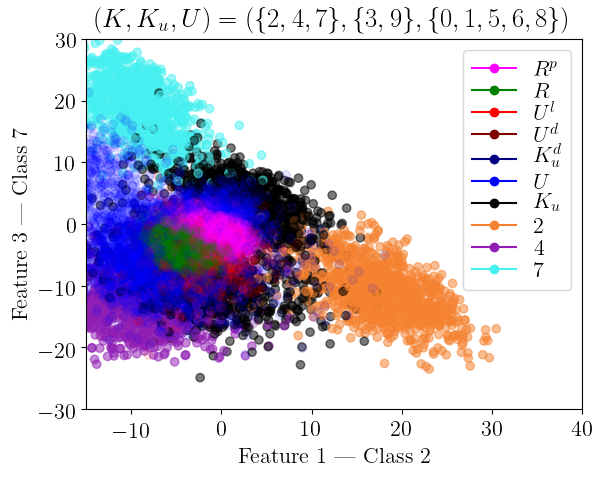 (K, K_u, U) = ({2, 4, 7}, {3, 9}, {0, 1, 5, 6, 8})
Feature 3 — Class 7
30
20
10
0
−10
−20
−30
R^p
R
U^l
U^d
K_u^d
U
K_u
2
4
7
−10
0
10
20
30
40
Feature 1 — Class 2